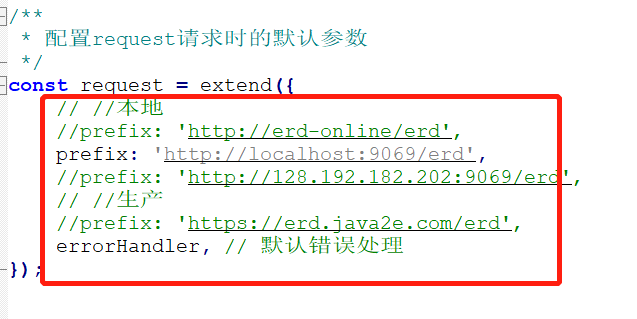 /**
* 配置request请求时的默认参数
*/
const request = extend({
// //本地
//prefix: 'http://erd-online/erd',
prefix: 'http://localhost:9069/erd',
//prefix: 'http://128.192.182.202:9069/erd',
// //生产
//prefix: 'https://erd.java2e.com/erd',
errorHandler, // 默认错误处理
});